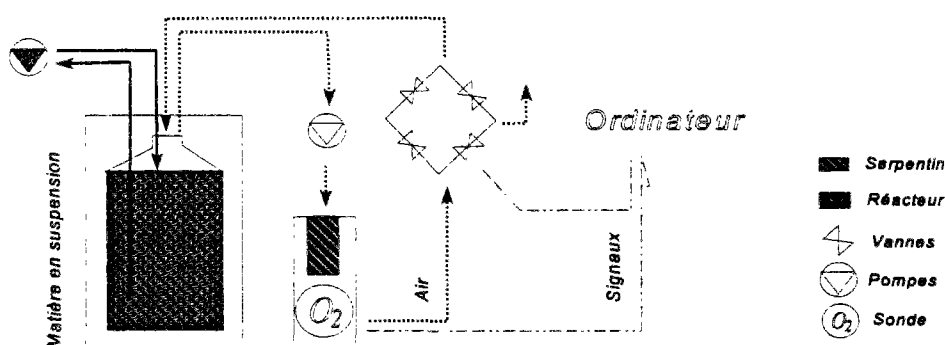 Ordinateur
Matière en suspension
O2
Air
Signaux
Serpentin
Réacteur
Vannes
Pompes
O2 Sonde